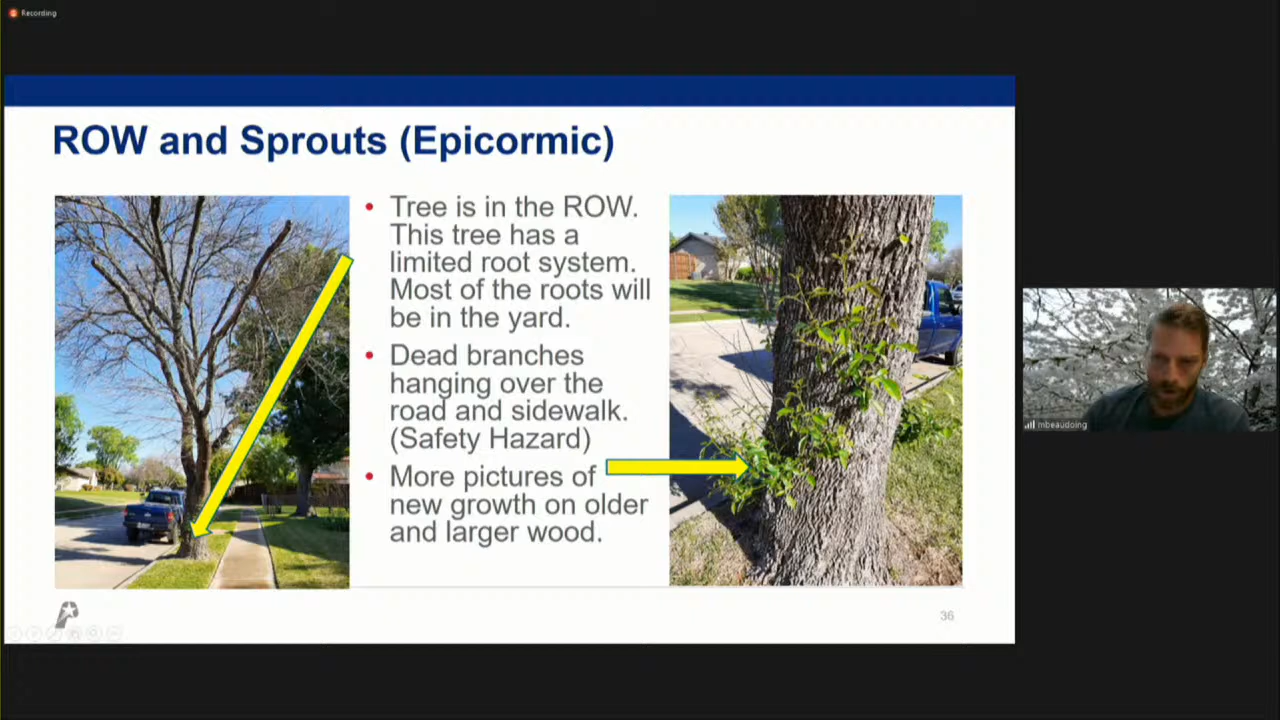 Recording
ROW and Sprouts (Epicormic)
• Tree is in the ROW.
This tree has a
limited root system.
Most of the roots will
be in the yard.
• Dead branches
hanging over the
road and sidewalk.
(Safety Hazard)
• More pictures of
new growth on older
and larger wood.
36
mbeaudoing